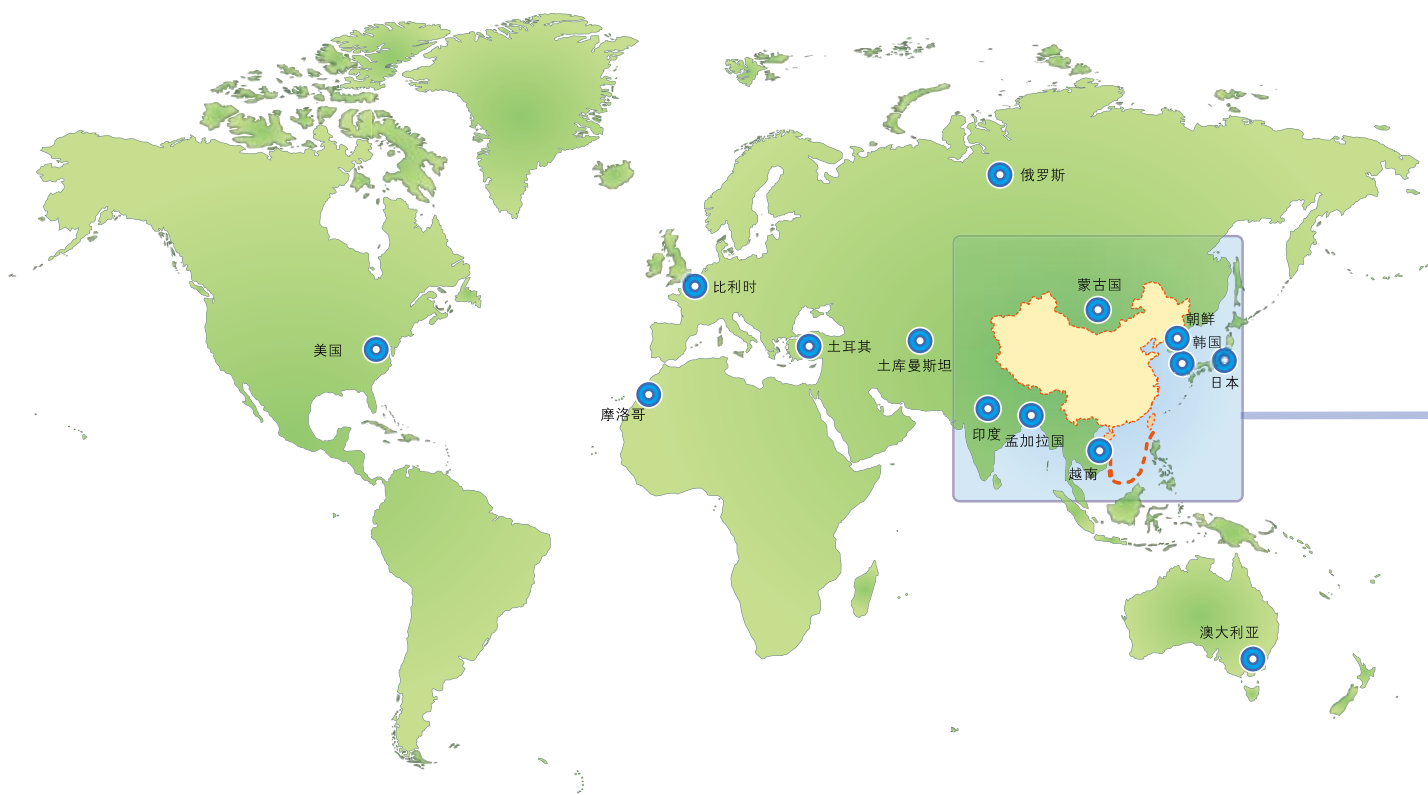 俄罗斯
蒙古国
比利时
朝鲜
韩国
美国
土耳其
土库曼斯坦
日本
摩洛哥
印度
孟加拉国
越南
澳大利亚